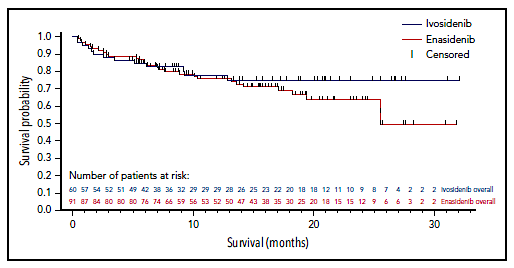 Ivosidenib
Enasidenib
Censored
Survival probability
1.0
0.9
0.8
0.7
0.6
0.5
0.4
0.3
0.2
0.1
0.0
Number of patients at risk:
60 57 54 52 51 49 42 38 36 32 29 29 29 28 26 25 23 22 20 18 18 12 11 10 9 8 7 4 2 2 2 Ivosidenib overall
91 87 84 80 80 80 76 74 66 59 56 53 52 50 47 43 38 35 30 25 20 18 15 15 12 9 6 6 3 2 2 Enasidenib overall
0 10 20 30
Survival (months)